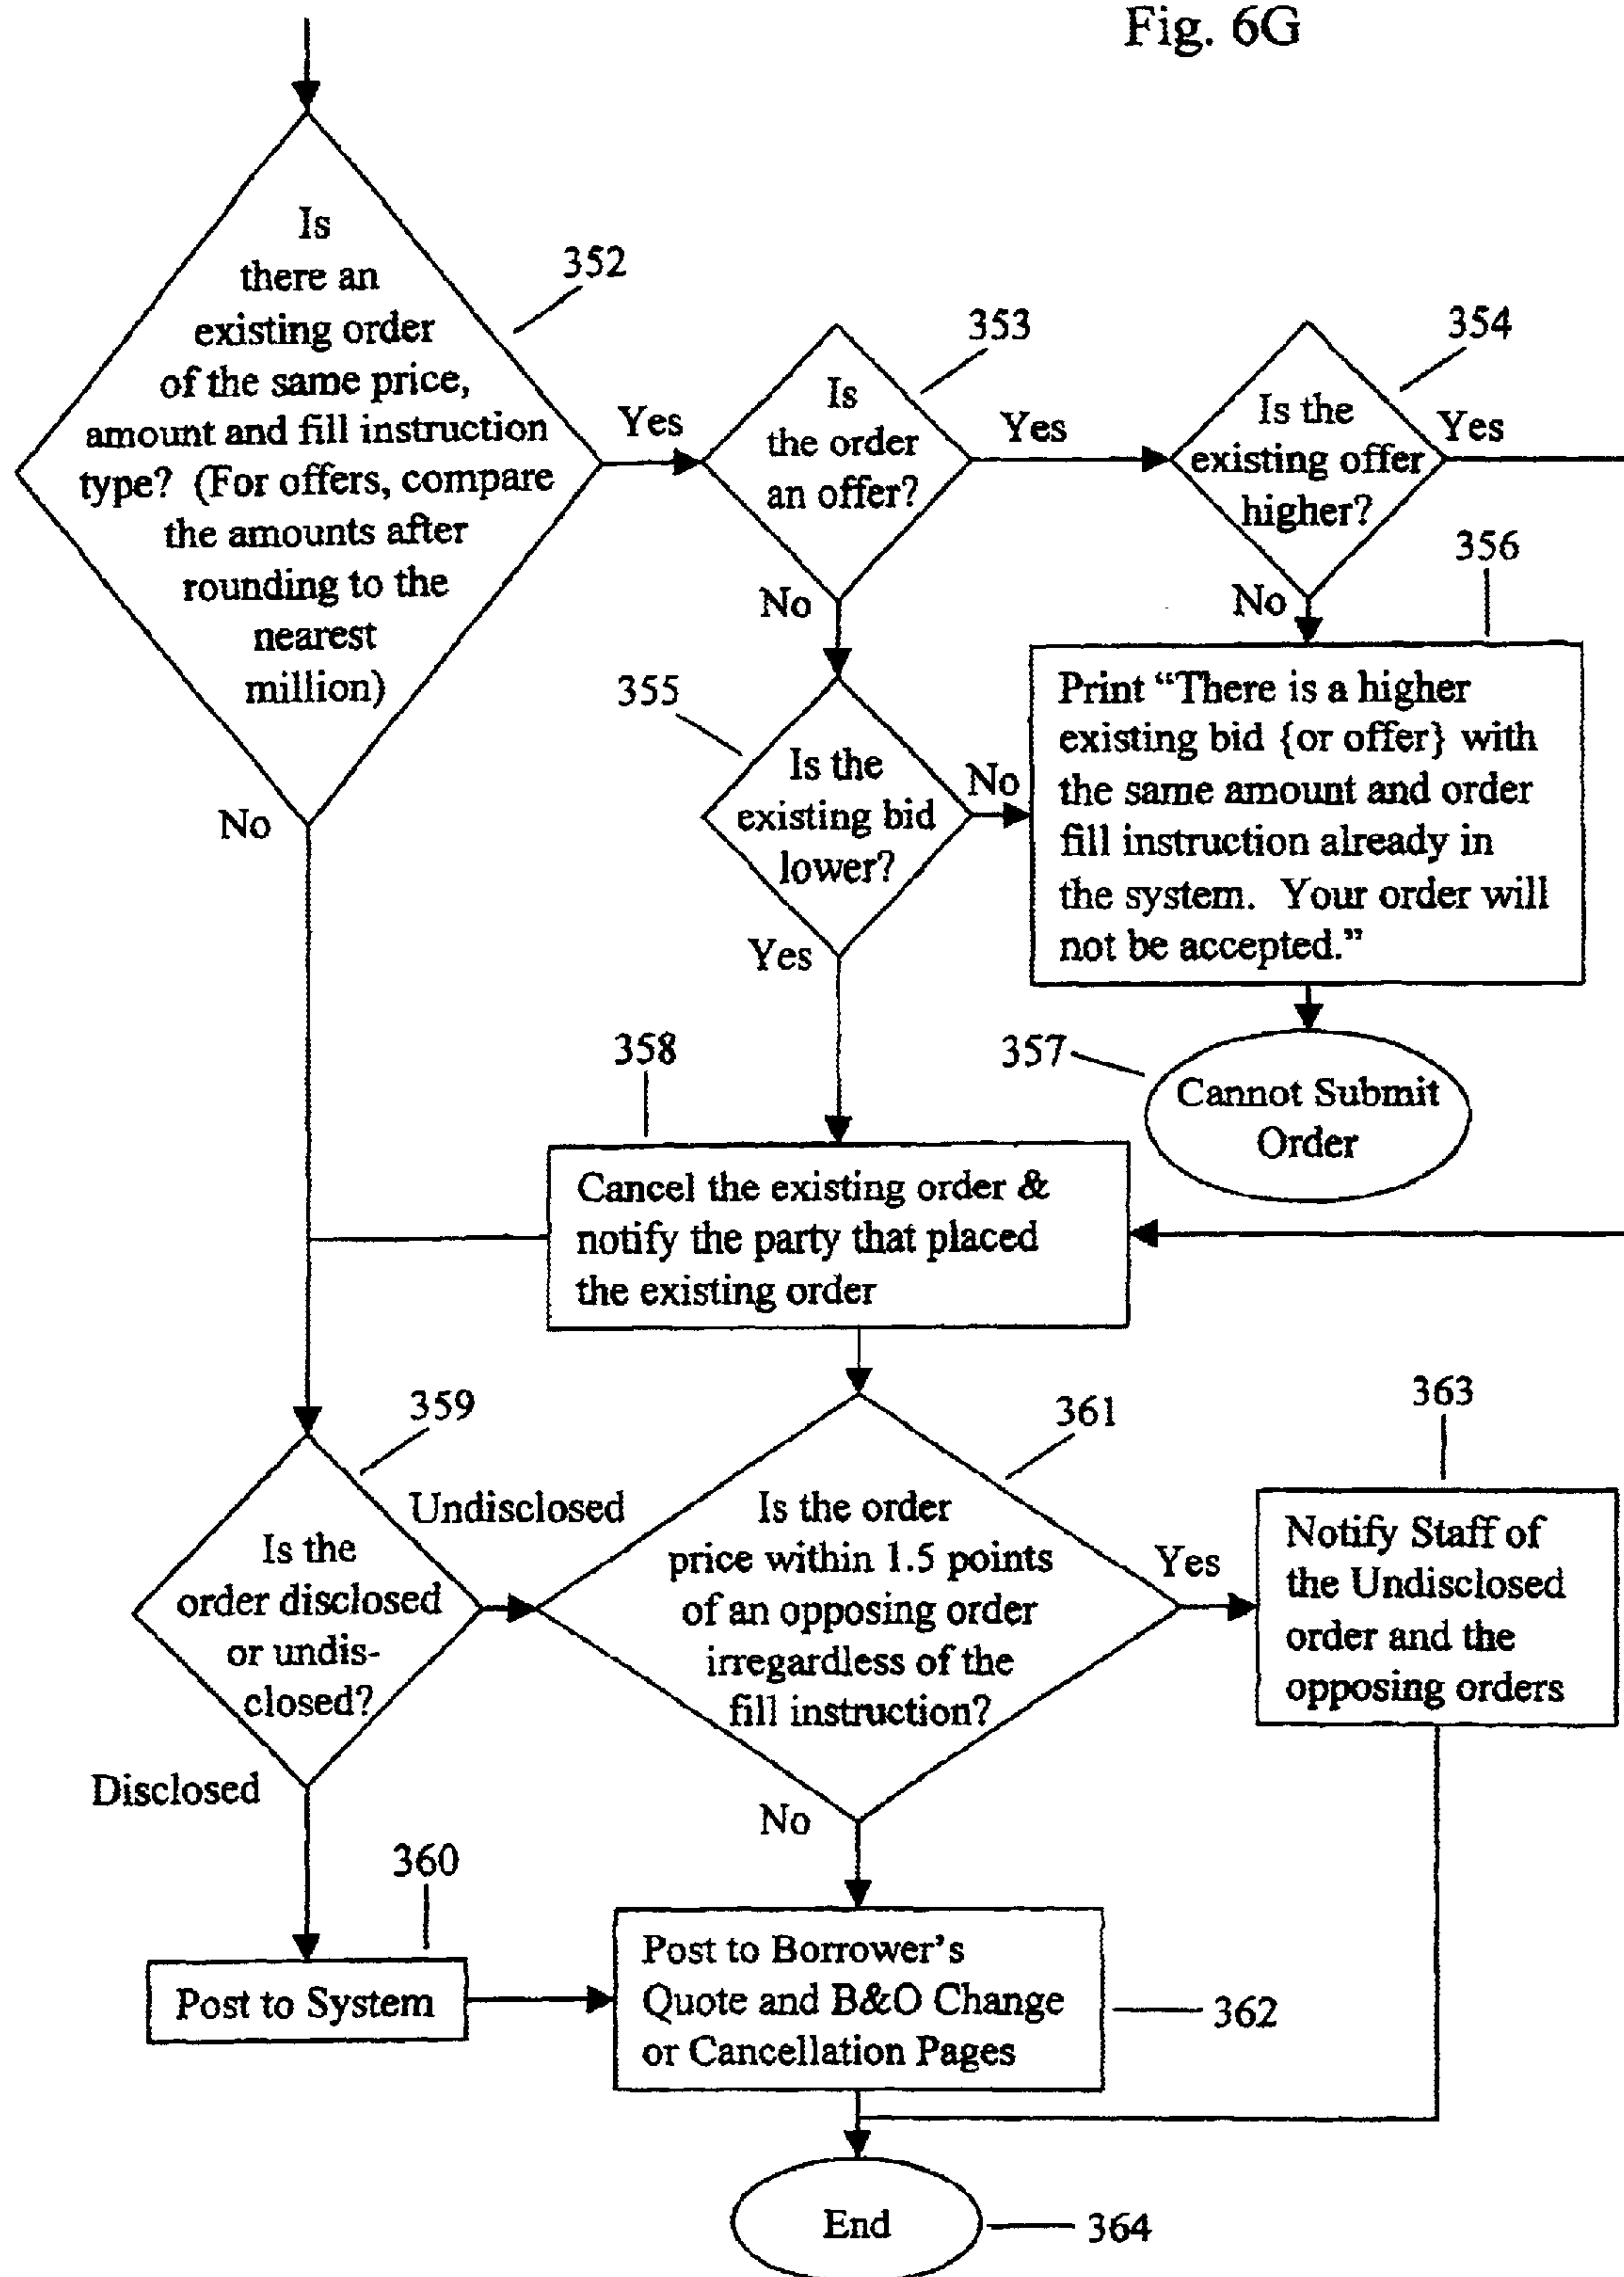 Fig. 6G
Is
there an
existing order
of the same price,
amount and fill instruction
type? (For offers, compare
the amounts after
rounding to the
nearest
million)
352
Yes
No
Is
the order
an offer?
353
Yes
No
Is the
existing offer
higher?
354
Yes
No
355
Is the
existing bid
lower?
No
Yes
356
Print “There is a higher
existing bid {or offer} with
the same amount and order
fill instruction already in
the system. Your order will
not be accepted.”
357
Cannot Submit
Order
358
Cancel the existing order &
notify the party that placed
the existing order
359
Is the
order disclosed
or undis-
closed?
Undisclosed
Disclosed
361
Is the order
price within 1.5 points
of an opposing order
irregardless of the
fill instruction?
Yes
No
363
Notify Staff of
the Undisclosed
order and the
opposing orders
360
Post to System
Post to Borrower’s
Quote and B&O Change
or Cancellation Pages
362
End
364